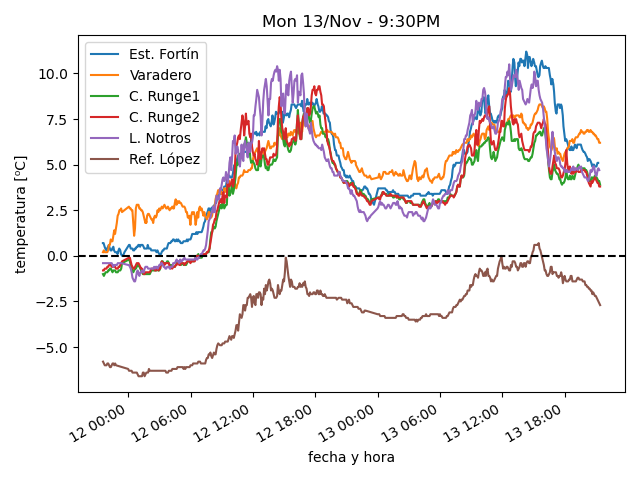 Mon 13/Nov - 9:30PM
Est. Fortín
Varadero
C. Runge1
C. Runge2
L. Notros
Ref. López
temperatura [ºC]
10.0
7.5
5.0
2.5
0.0
−2.5
−5.0
12 00:00
12 06:00
12 12:00
12 18:00
13 00:00
13 06:00
13 12:00
13 18:00
fecha y hora